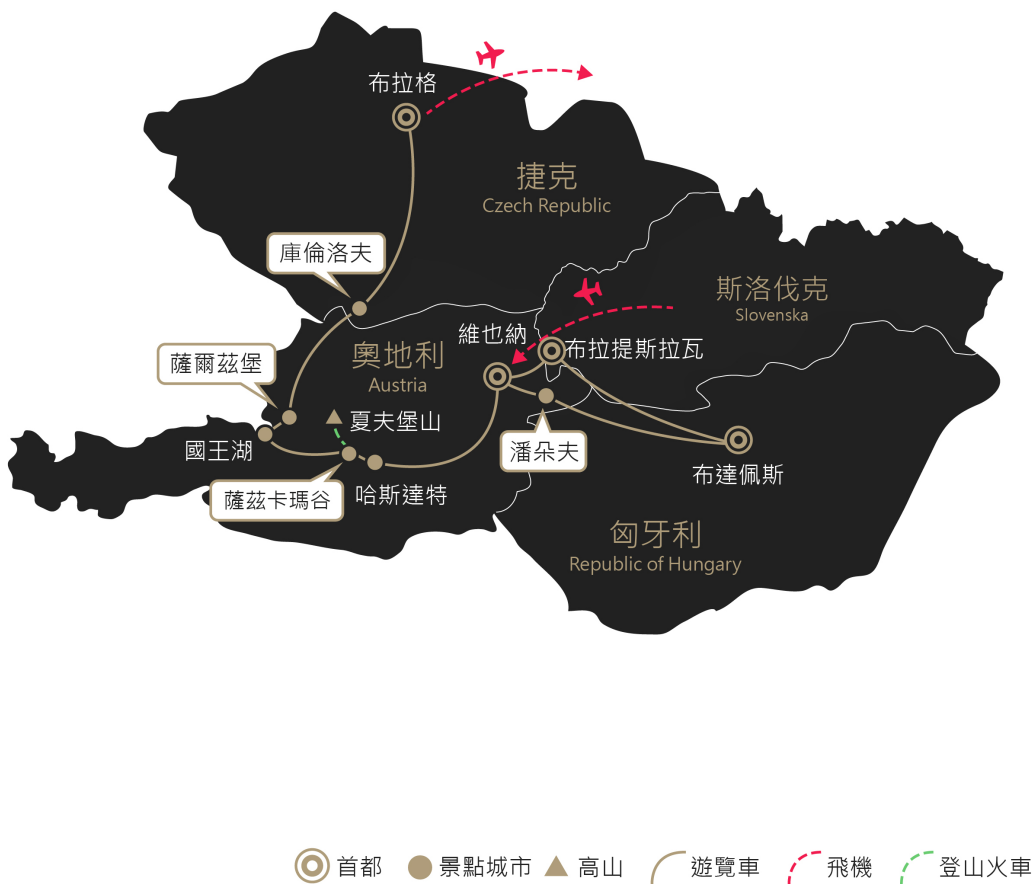 布拉格
捷克
Czech Republic
庫倫洛夫
斯洛伐克
Slovenska
維也納
布拉提斯拉瓦
奧地利
Austria
薩爾茲堡
夏夫堡山
國王湖
潘朵夫
布達佩斯
薩茲卡瑪谷
哈斯達特
匈牙利
Republic of Hungary
首都 景點城市 高山 遊覽車 飛機 登山火車